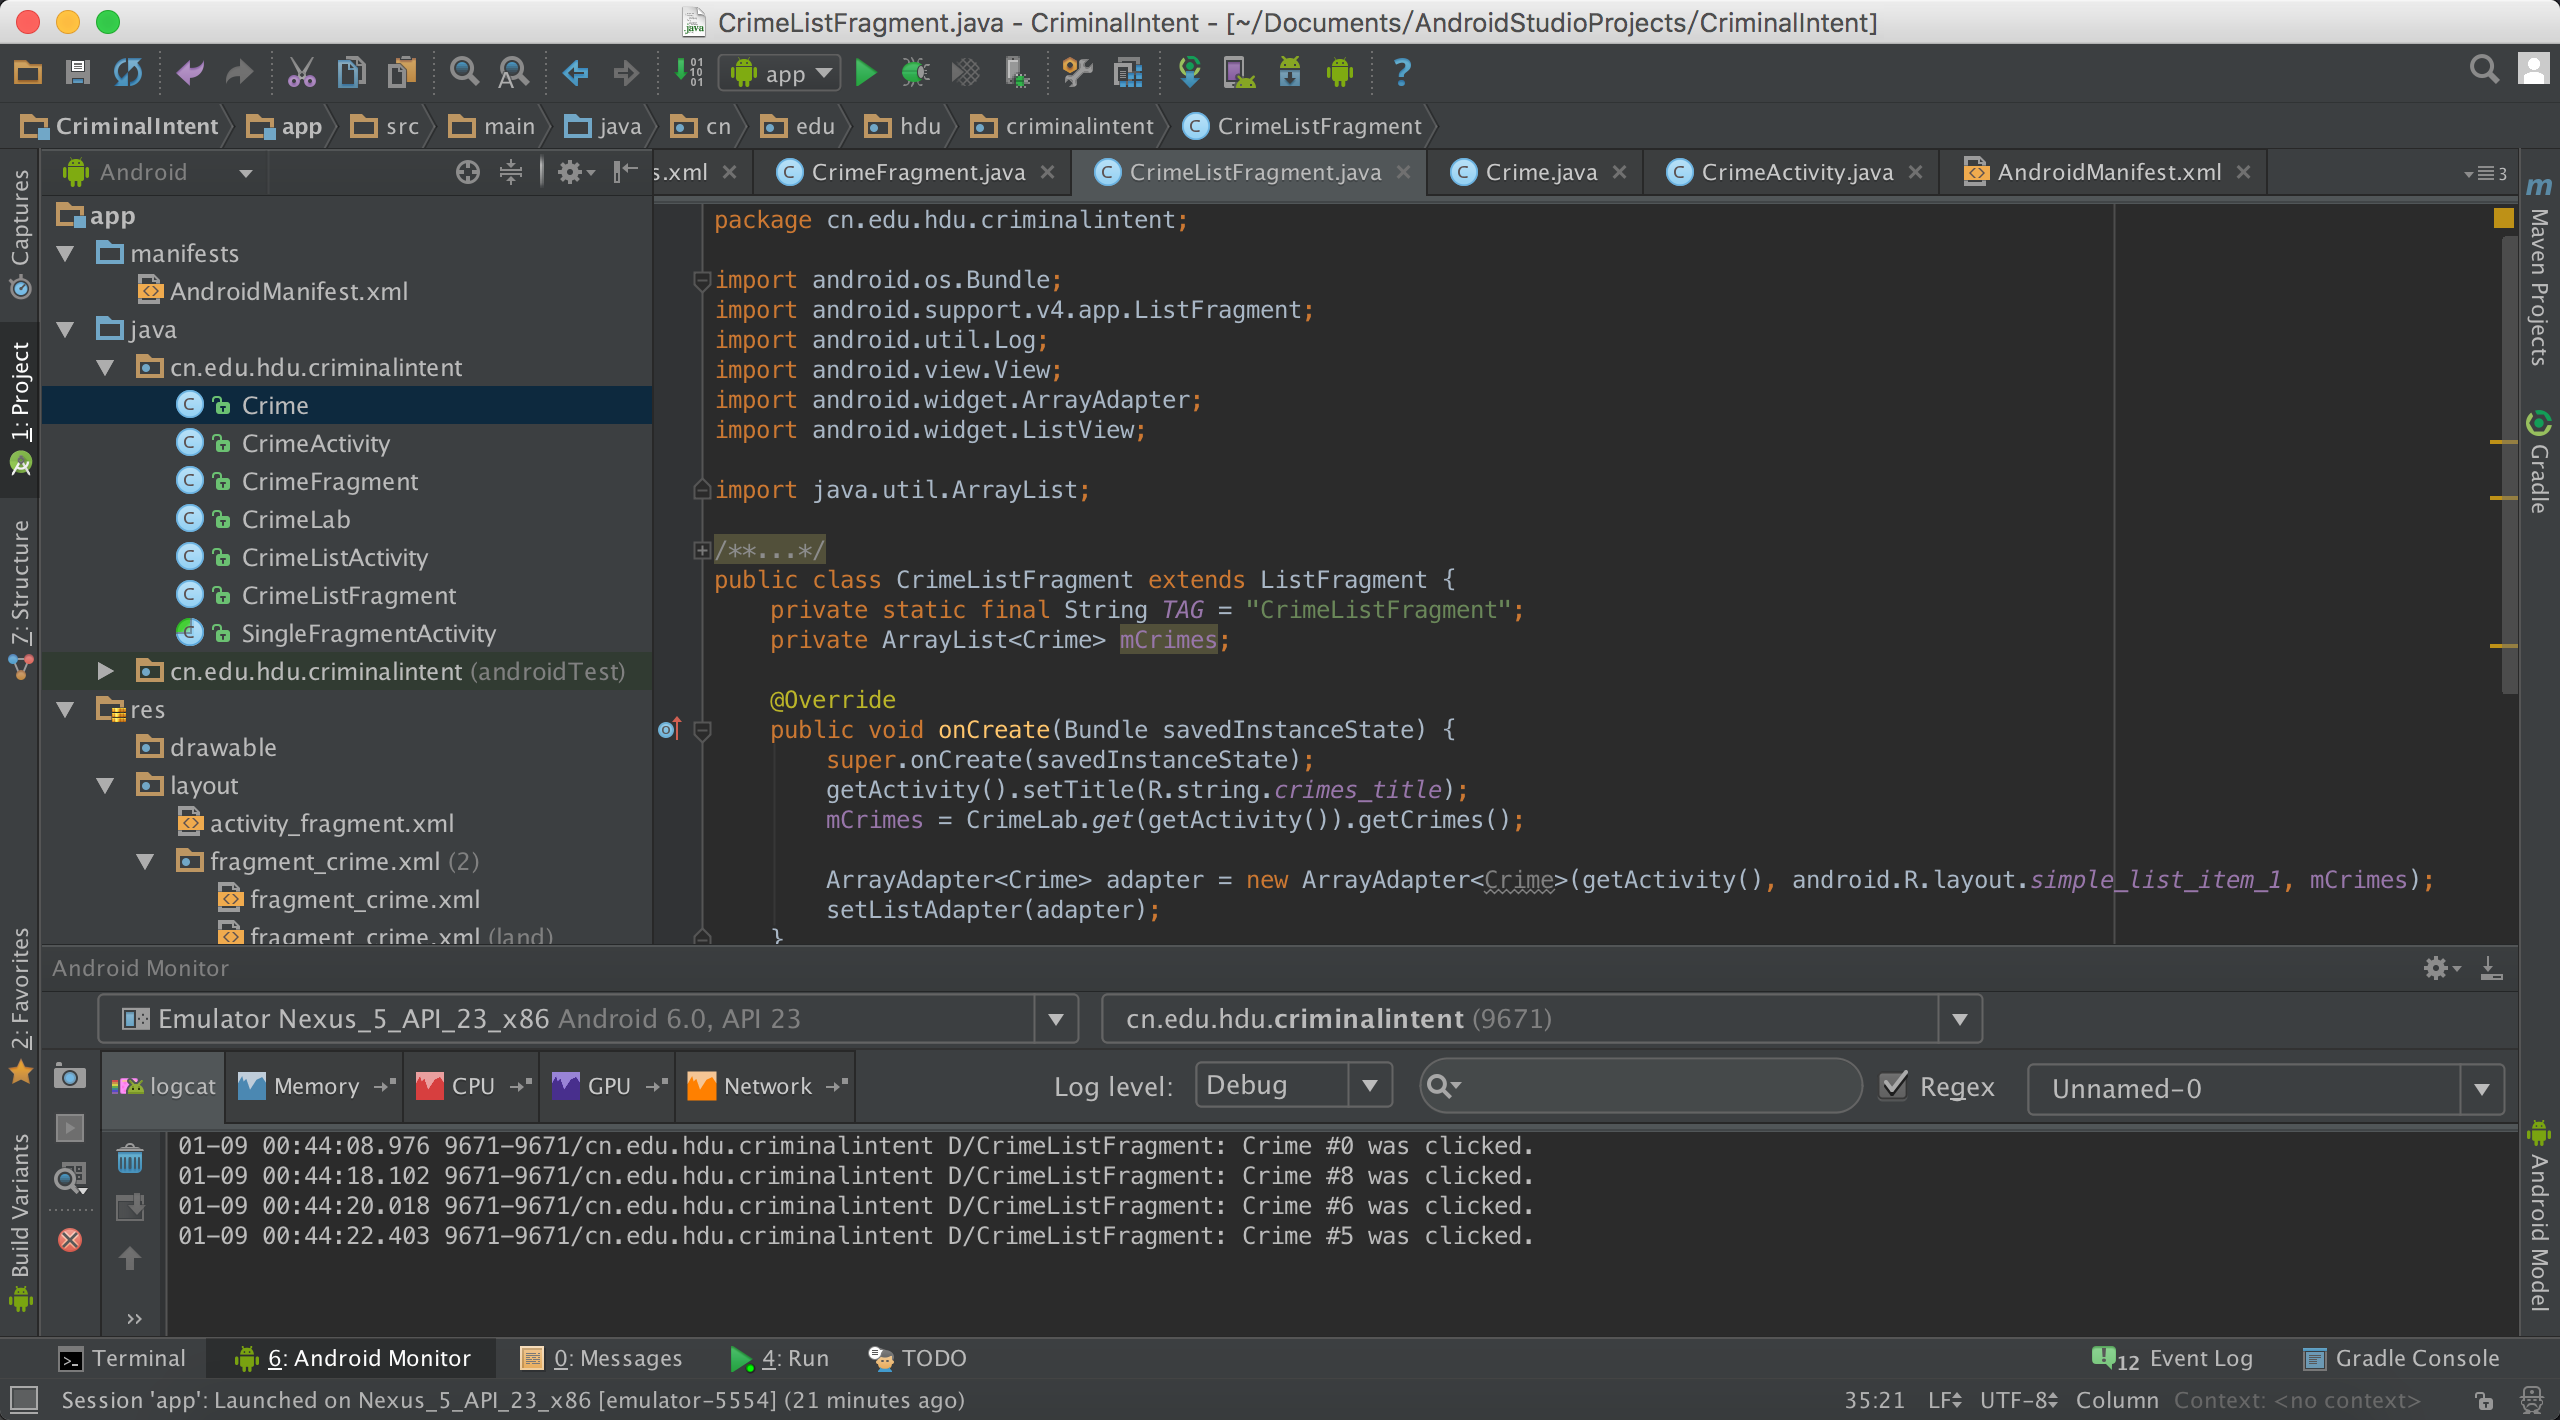 CrimeListFragment.java - CriminalIntent - [~/Documents/AndroidStudioProjects/CriminalIntent]
app
CriminalIntent app src main java cn edu hdu criminalintent CrimeListFragment
Android
s.xml CrimeFragment.java CrimeListFragment.java Crime.java CrimeActivity.java AndroidManifest.xml 3
Captures
1: Project
7: Structure
2: Favorites
Build Variants
app
manifests
AndroidManifest.xml
java
cn.edu.hdu.criminalintent
Crime
CrimeActivity
CrimeFragment
CrimeLab
CrimeListActivity
CrimeListFragment
SingleFragmentActivity
cn.edu.hdu.criminalintent (androidTest)
res
drawable
layout
activity_fragment.xml
fragment_crime.xml (2)
fragment_crime.xml
fragment_crime.xml (land)
package cn.edu.hdu.criminalintent;
import android.os.Bundle;
import android.support.v4.app.ListFragment;
import android.util.Log;
import android.view.View;
import android.widget.ArrayAdapter;
import android.widget.ListView;
import java.util.ArrayList;
/**...*/
public class CrimeListFragment extends ListFragment {
private static final String TAG = "CrimeListFragment";
private ArrayList<Crime> mCrimes;
@Override
public void onCreate(Bundle savedInstanceState) {
super.onCreate(savedInstanceState);
getActivity().setTitle(R.string.crimes_title);
mCrimes = CrimeLab.get(getActivity()).getCrimes();
ArrayAdapter<Crime> adapter = new ArrayAdapter<Crime>(getActivity(), android.R.layout.simple_list_item_1, mCrimes);
setListAdapter(adapter);
}
Maven Projects
Gradle
Android Model
Android Monitor
Emulator Nexus_5_API_23_x86 Android 6.0, API 23 cn.edu.hdu.criminalintent (9671)
logcat Memory CPU GPU Network Log level: Debug Regex Unnamed-0
01-09 00:44:08.976 9671-9671/cn.edu.hdu.criminalintent D/CrimeListFragment: Crime #0 was clicked.
01-09 00:44:18.102 9671-9671/cn.edu.hdu.criminalintent D/CrimeListFragment: Crime #8 was clicked.
01-09 00:44:20.018 9671-9671/cn.edu.hdu.criminalintent D/CrimeListFragment: Crime #6 was clicked.
01-09 00:44:22.403 9671-9671/cn.edu.hdu.criminalintent D/CrimeListFragment: Crime #5 was clicked.
Terminal 6: Android Monitor 0: Messages 4: Run TODO 12 Event Log Gradle Console
Session 'app': Launched on Nexus_5_API_23_x86 [emulator-5554] (21 minutes ago) 35:21 LF UTF-8 Column Context: <no context>